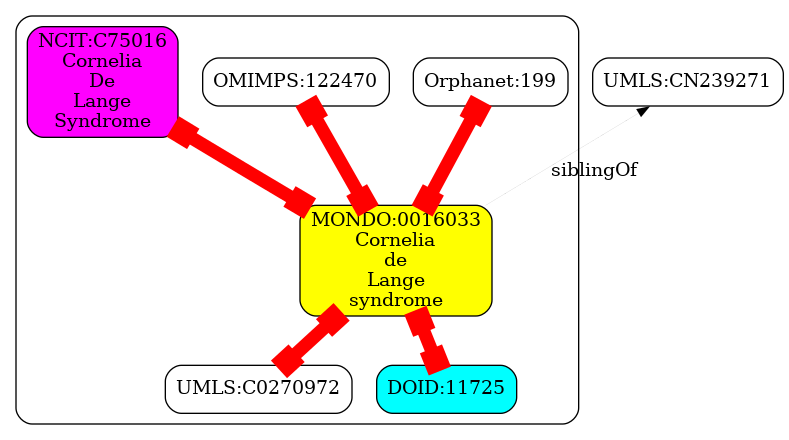 NCIT:C75016
Cornelia
De
Lange
Syndrome
OMIMPS:122470
Orphanet:199
UMLS:CN239271
siblingOf
MONDO:0016033
Cornelia
de
Lange
syndrome
UMLS:C0270972
DOID:11725